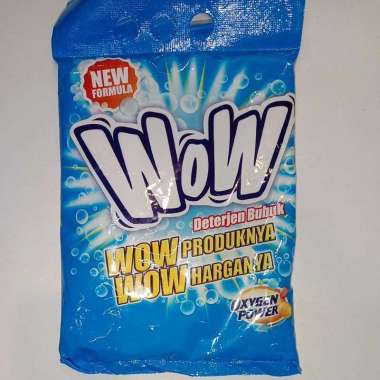 NEW
FORMULA
WOW
Deterjen Bubuk
WOW PRODUKNYA
WOW HARGANYA
OXYGEN
POWER